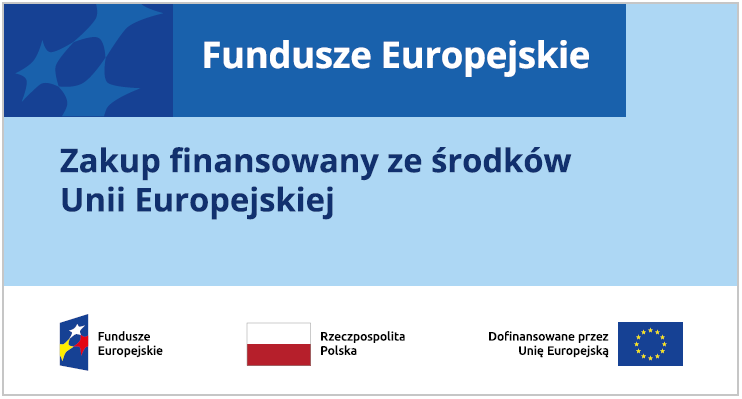 Fundusze Europejskie
Zakup finansowany ze środków
Unii Europejskiej
Fundusze
Europejskie
Rzeczpospolita
Polska
Dofinansowane przez
Unię Europejską